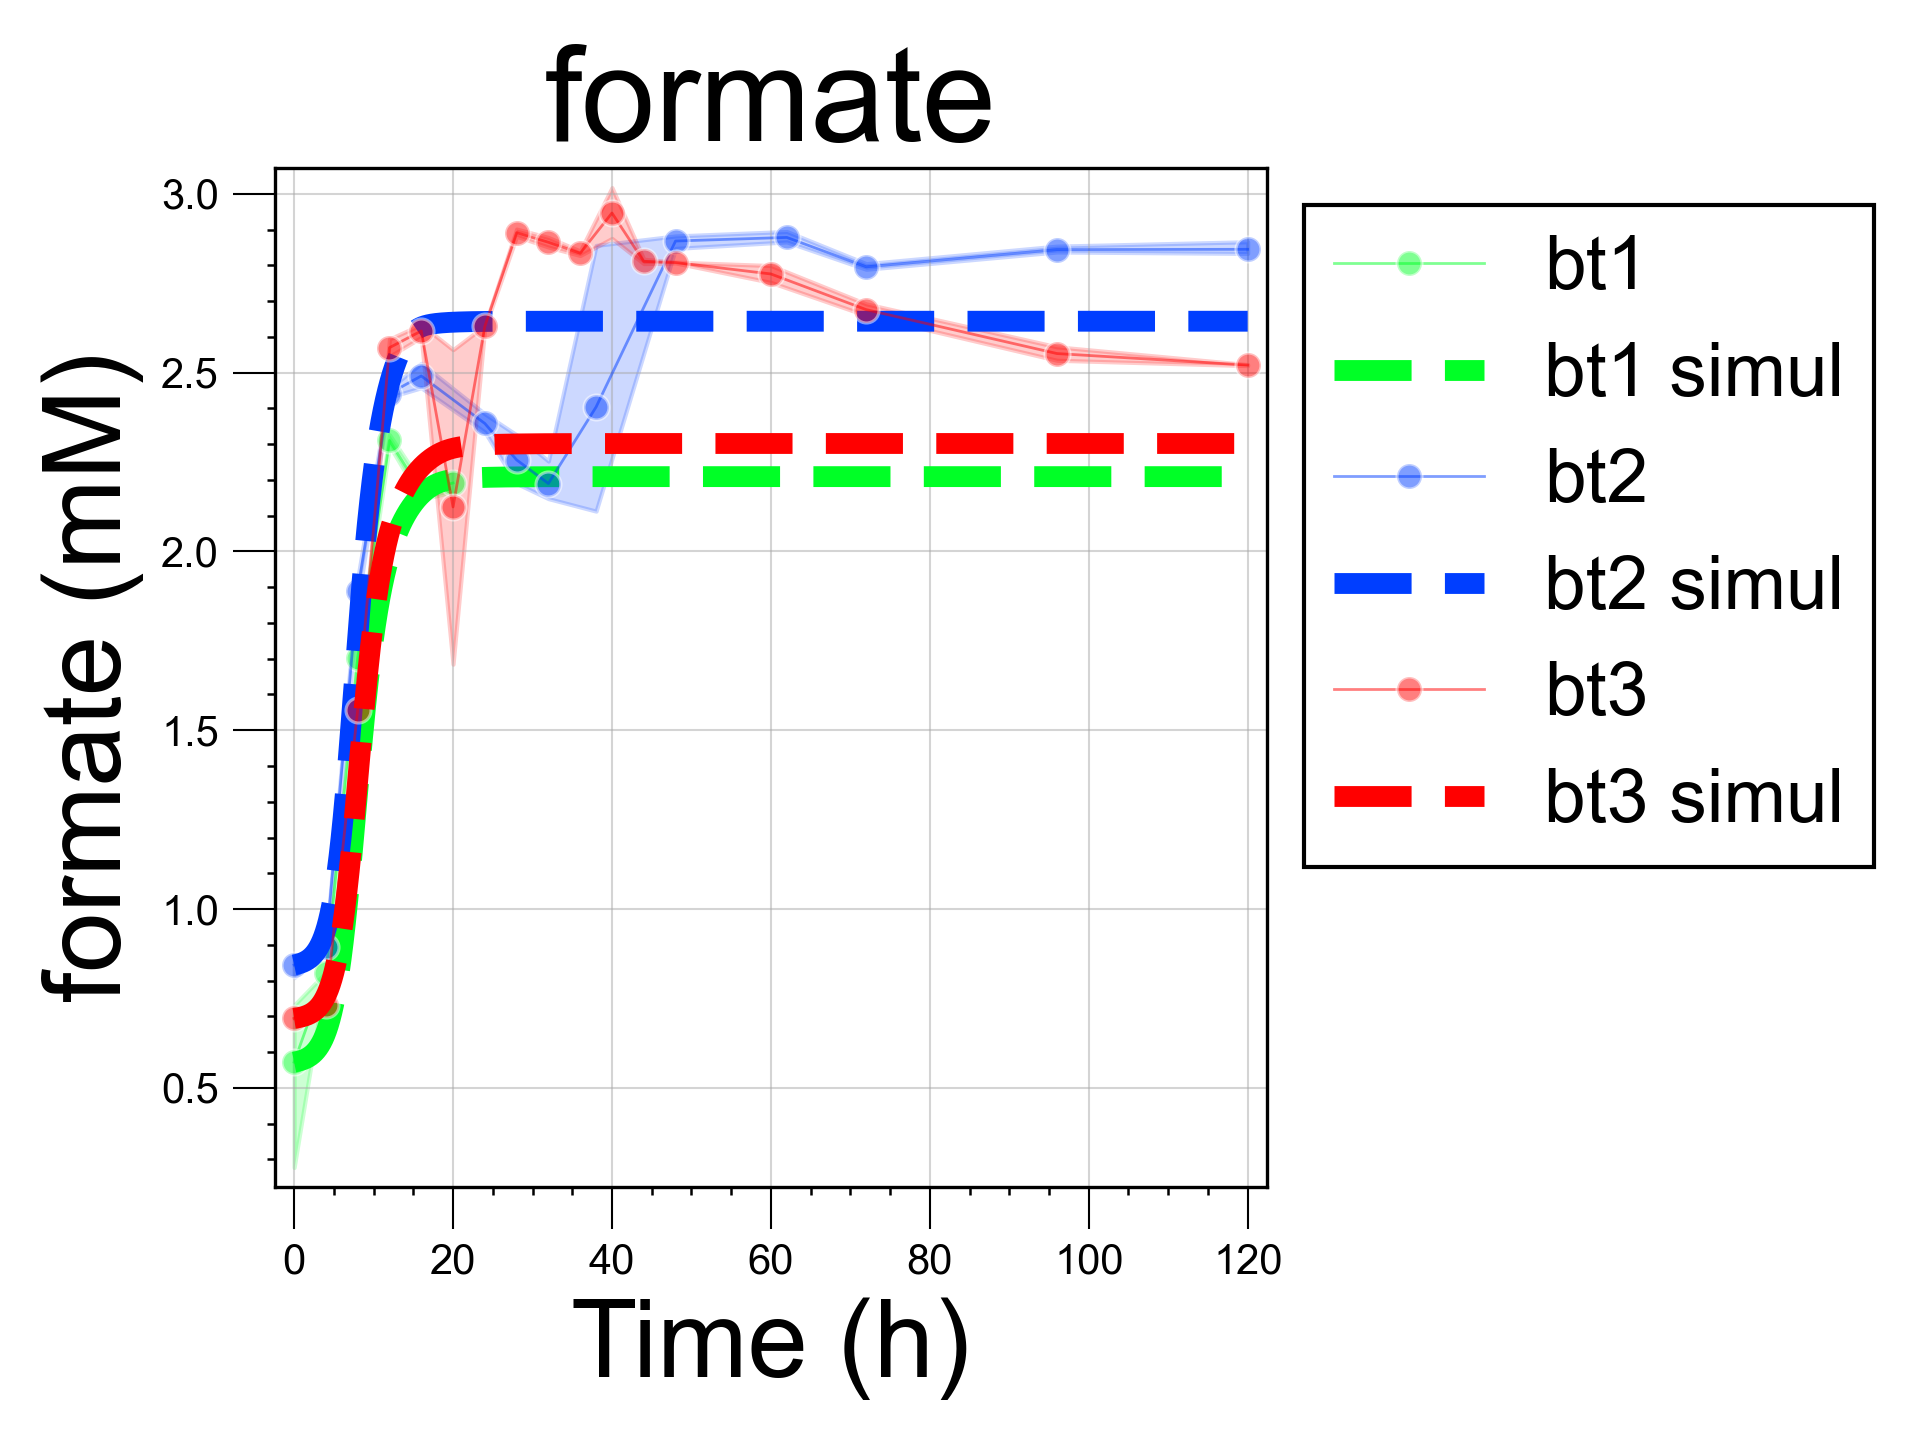 formate
formate (mM)
3.0
2.5
2.0
1.5
1.0
0.5
0 20 40 60 80 100 120
Time (h)
bt1
bt1 simul
bt2
bt2 simul
bt3
bt3 simul